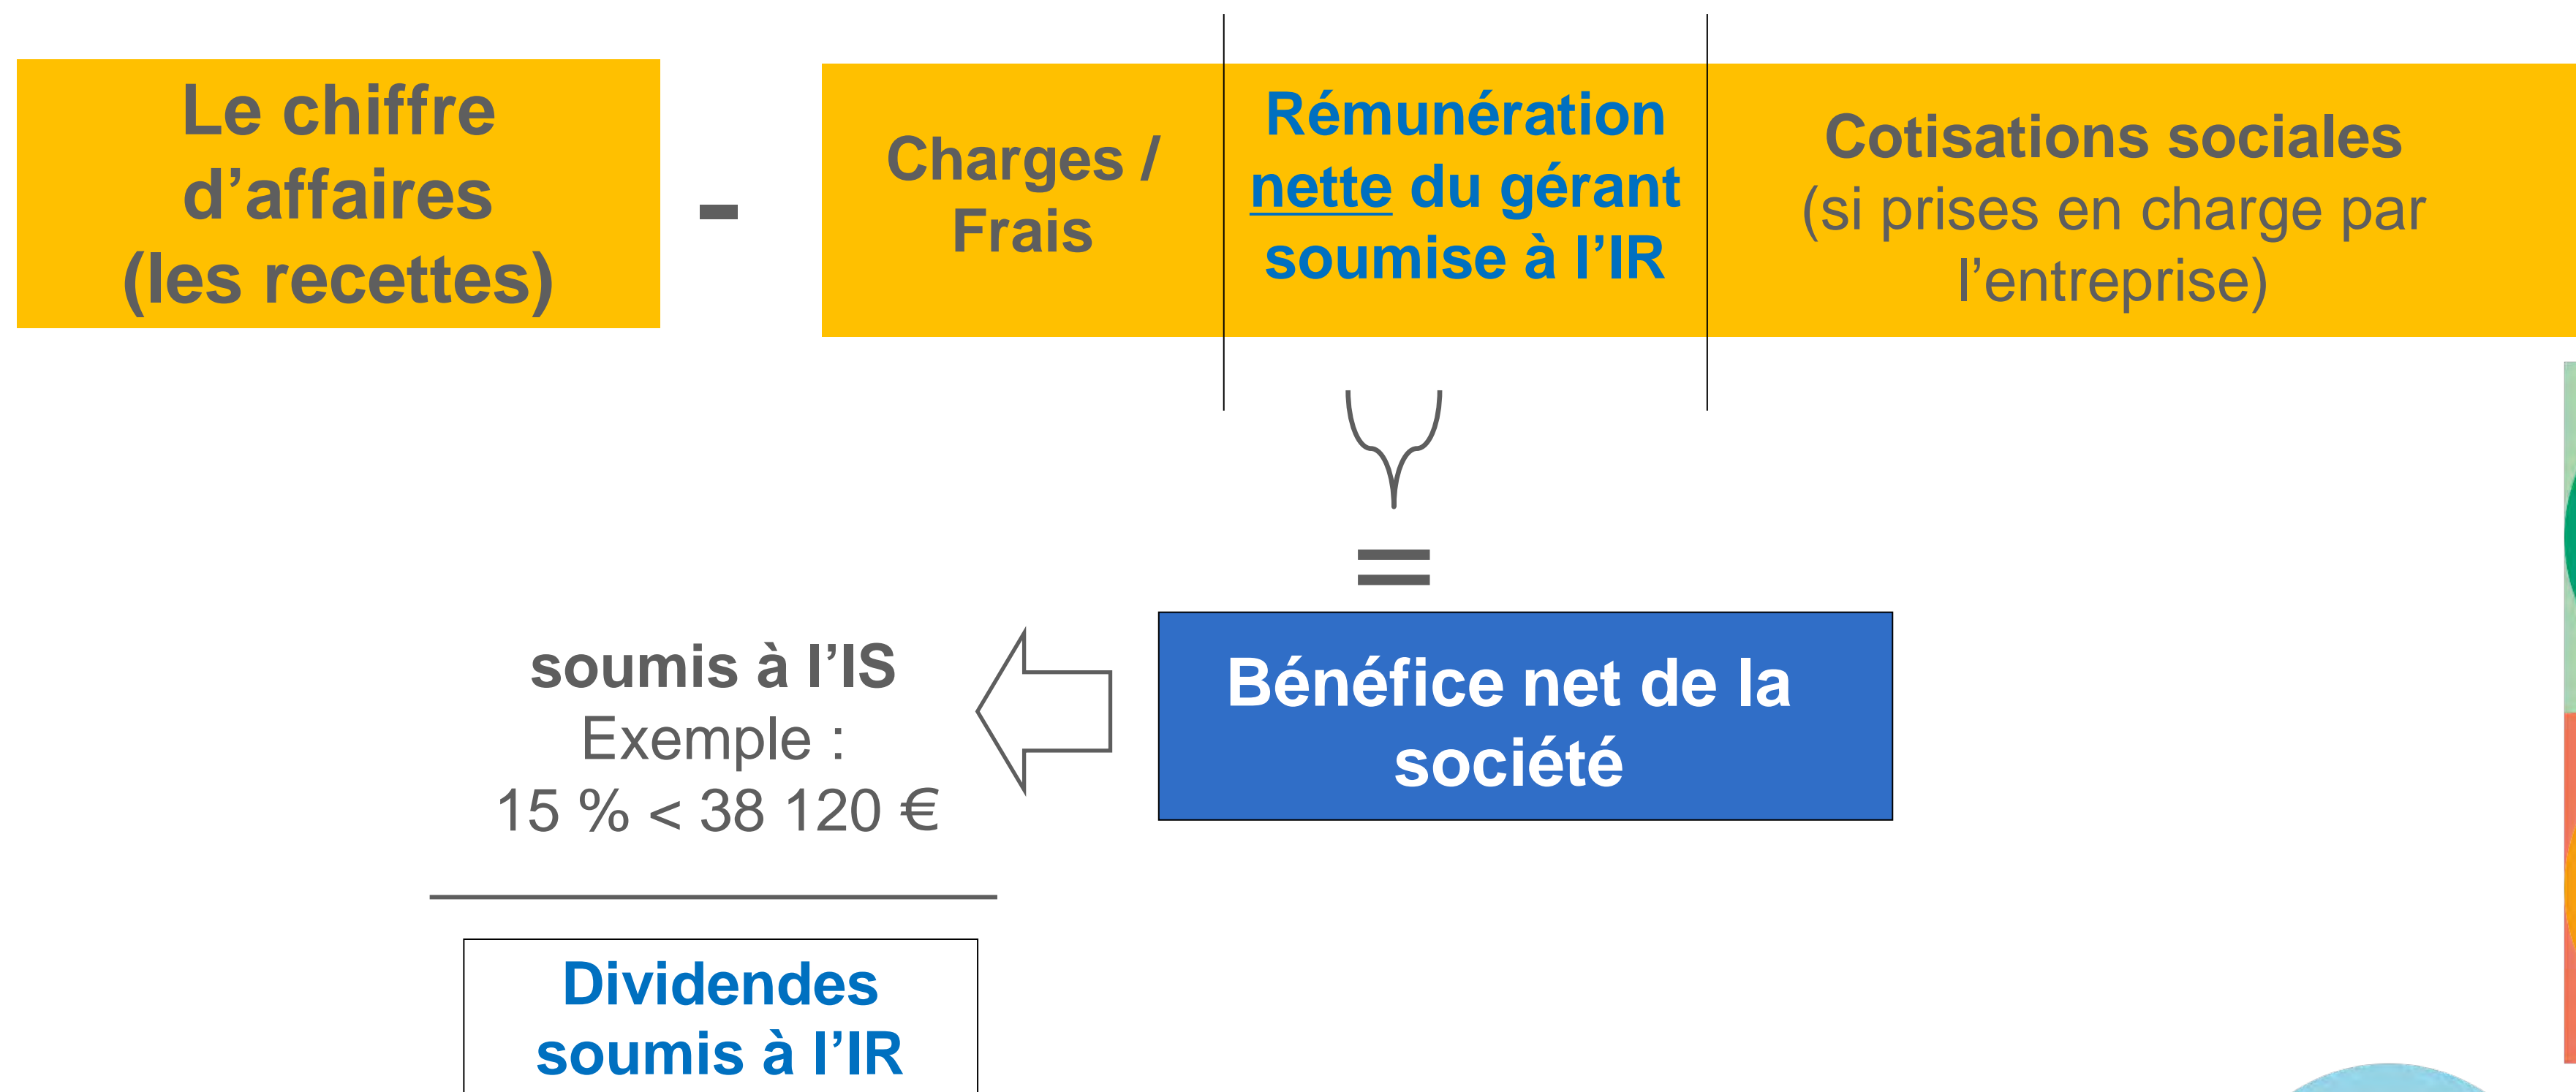 Le chiffre
d’affaires
(les recettes)
-
Charges /
Frais
Rémunération
nette du gérant
soumise à l’IR
Cotisations sociales
(si prises en charge par
l’entreprise)
=
Bénéfice net de la
société
soumis à l’IS
Exemple :
15 % < 38 120 €
Dividendes
soumis à l’IR